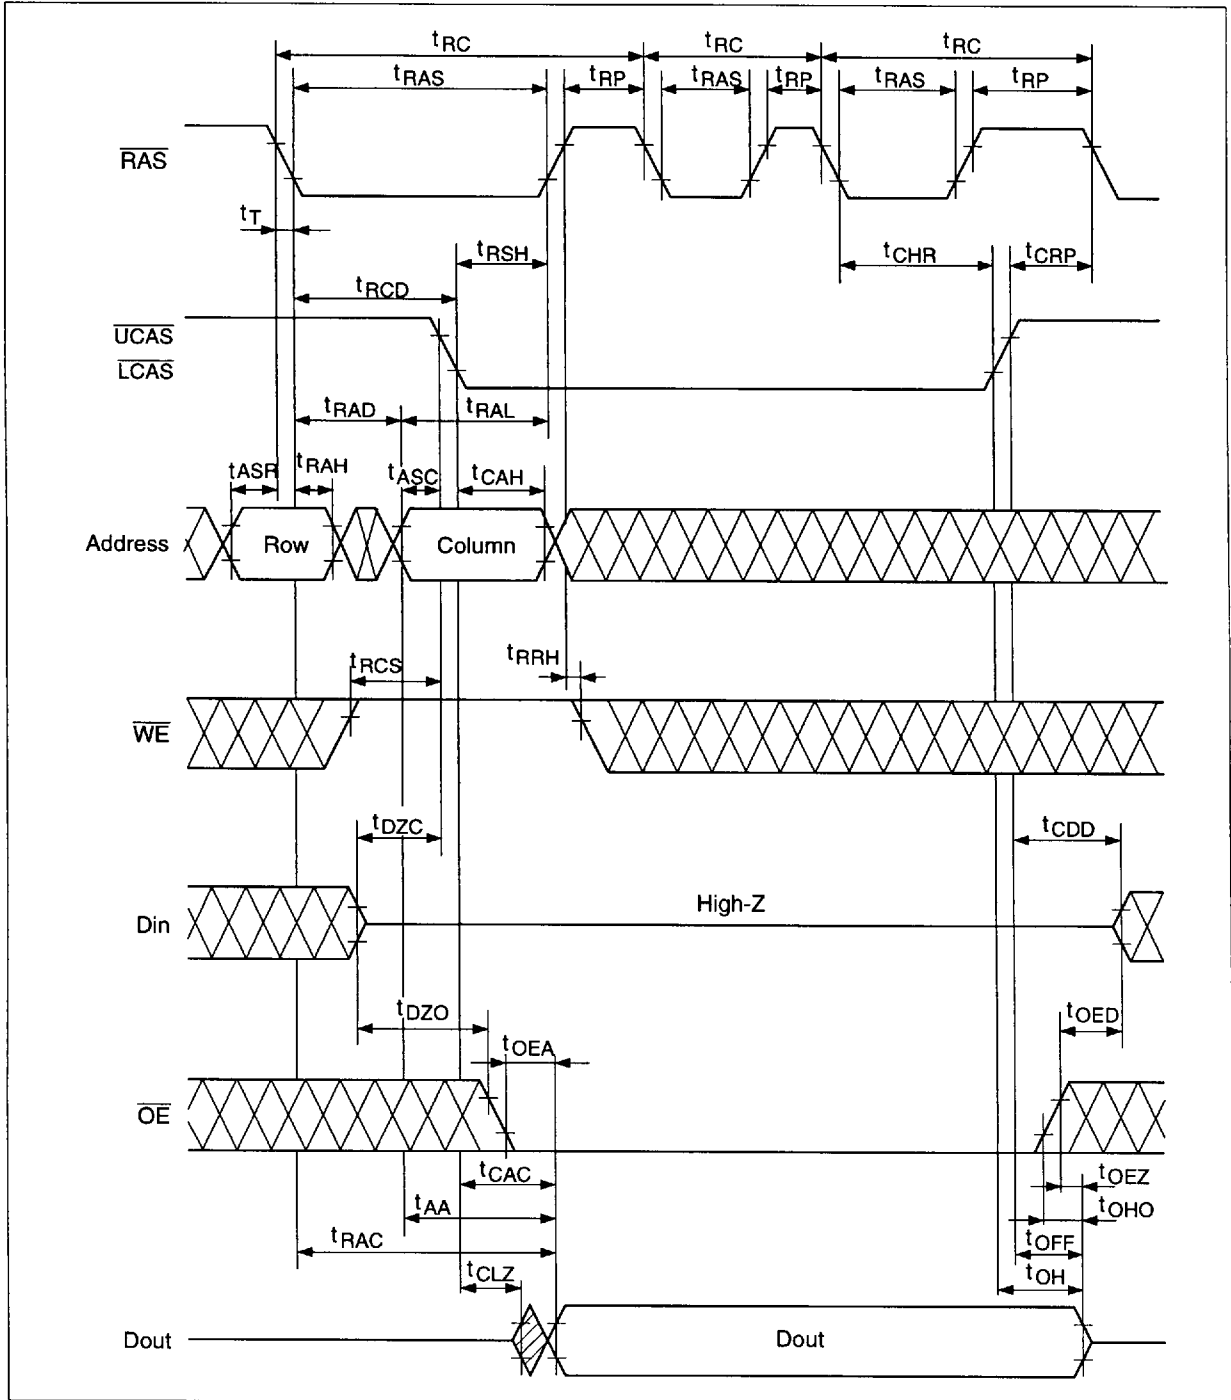 tRC tRC tRC
tRAS tRP tRAS tRP tRAS tRP
RAS
tT
tRSH tCHR tCRP
tRCD
UCAS
LCAS
tRAD tRAL
tASR tRAH tASC tCAH
Address Row Column
tRCS tRRH
WE
tDZC tCDD
Din High-Z
tDZO tOED
tOEA
OE
tCAC tOEZ
tAA tOHO
tRAC tOFF
tCLZ tOH
Dout Dout